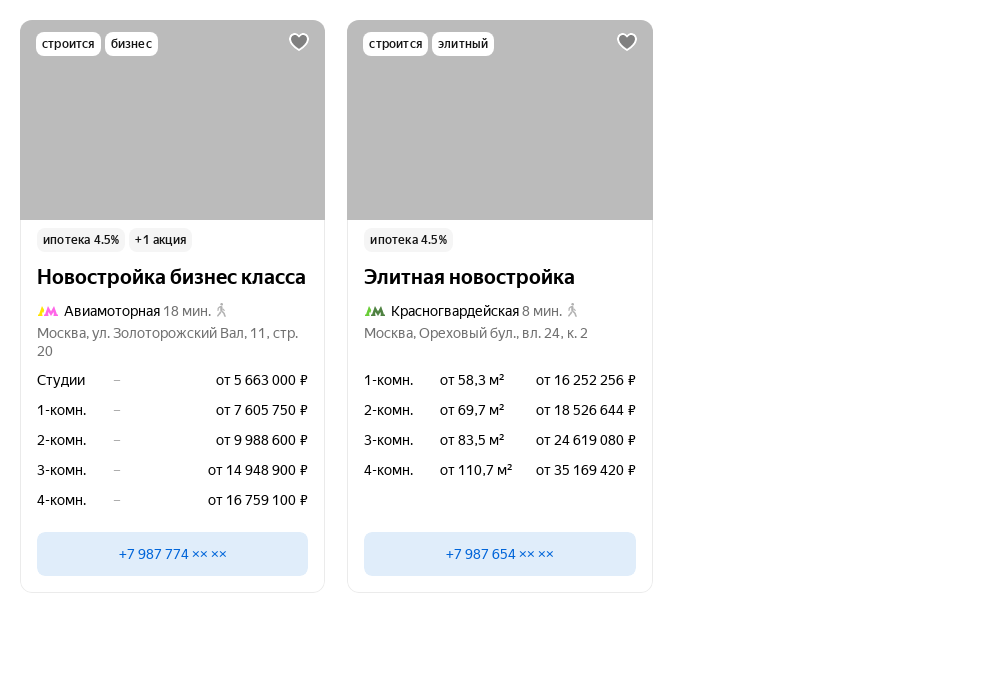 строится бизнес
ипотека 4.5% +1 акция
Новостройка бизнес класса
Авиамоторная 18 мин.
Москва, ул. Золоторожский Вал, 11, стр.
20
Студии – от 5 663 000 ₽
1-комн. – от 7 605 750 ₽
2-комн. – от 9 988 600 ₽
3-комн. – от 14 948 900 ₽
4-комн. – от 16 759 100 ₽
+7 987 774 ×× ××
строится элитный
ипотека 4.5%
Элитная новостройка
Красногвардейская 8 мин.
Москва, Ореховый бул., вл. 24, к. 2
1-комн. от 58,3 м² от 16 252 256 ₽
2-комн. от 69,7 м² от 18 526 644 ₽
3-комн. от 83,5 м² от 24 619 080 ₽
4-комн. от 110,7 м² от 35 169 420 ₽
+7 987 654 ×× ××